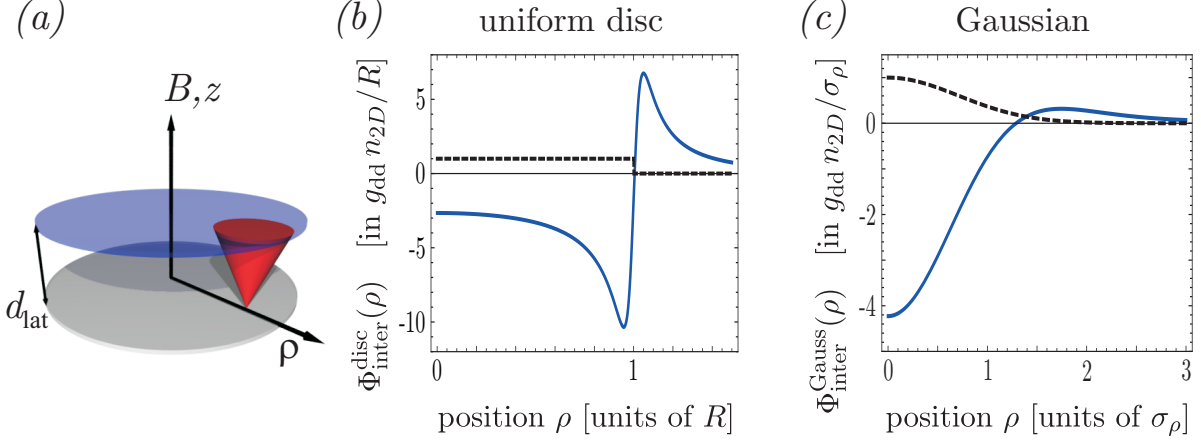 (a)
B,z
d_lat
ρ
(b) uniform disc
Φ^disc_inter(ρ) [in g_dd n_2D/R]
5
0
-5
-10
0 1
position ρ [units of R]
(c) Gaussian
Φ^Gauss_inter(ρ) [in g_dd n_2D/σ_ρ]
0
-2
-4
0 1 2 3
position ρ [units of σ_ρ]